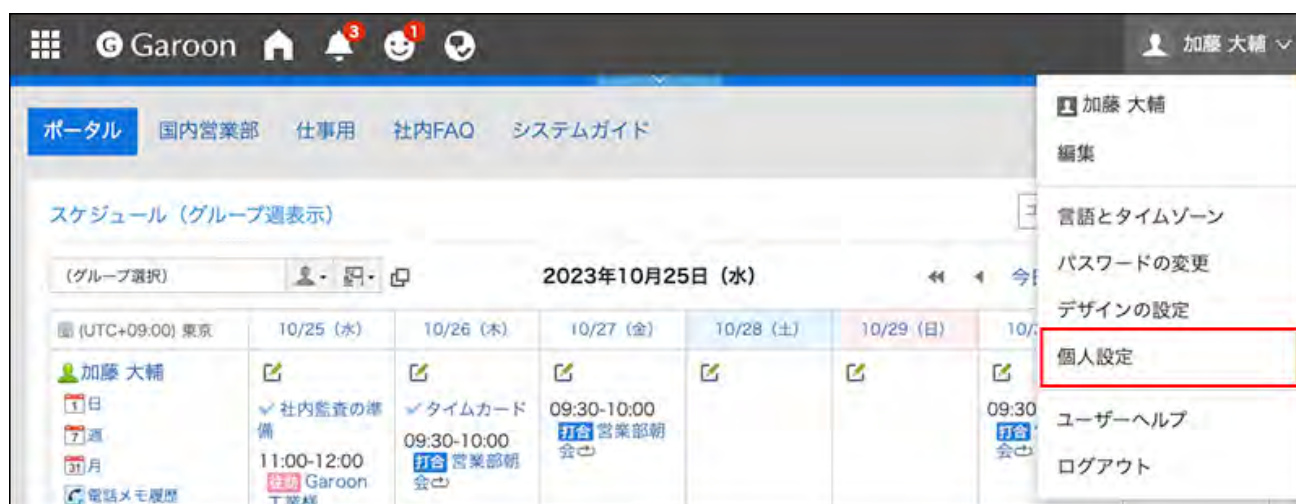 Garoon 3 1 加藤 大輔
加藤 大輔
編集
言語とタイムゾーン
パスワードの変更
デザインの設定
個人設定
ユーザーヘルプ
ログアウト
ポータル 国内営業部 仕事用 社内FAQ システムガイド
スケジュール（グループ週表示）
（グループ選択） 2023年10月25日（水）
(UTC+09:00) 東京 10/25（水） 10/26（木） 10/27（金） 10/28（土） 10/29（日）
加藤 大輔
1 日
7 週
31 月
電話メモ履歴
社内監査の準
備
11:00-12:00
往訪 Garoon
工業様
タイムカード
09:30-10:00
打合 営業部朝
会
09:30-10:00
打合 営業部朝
会
09:30
打合
会